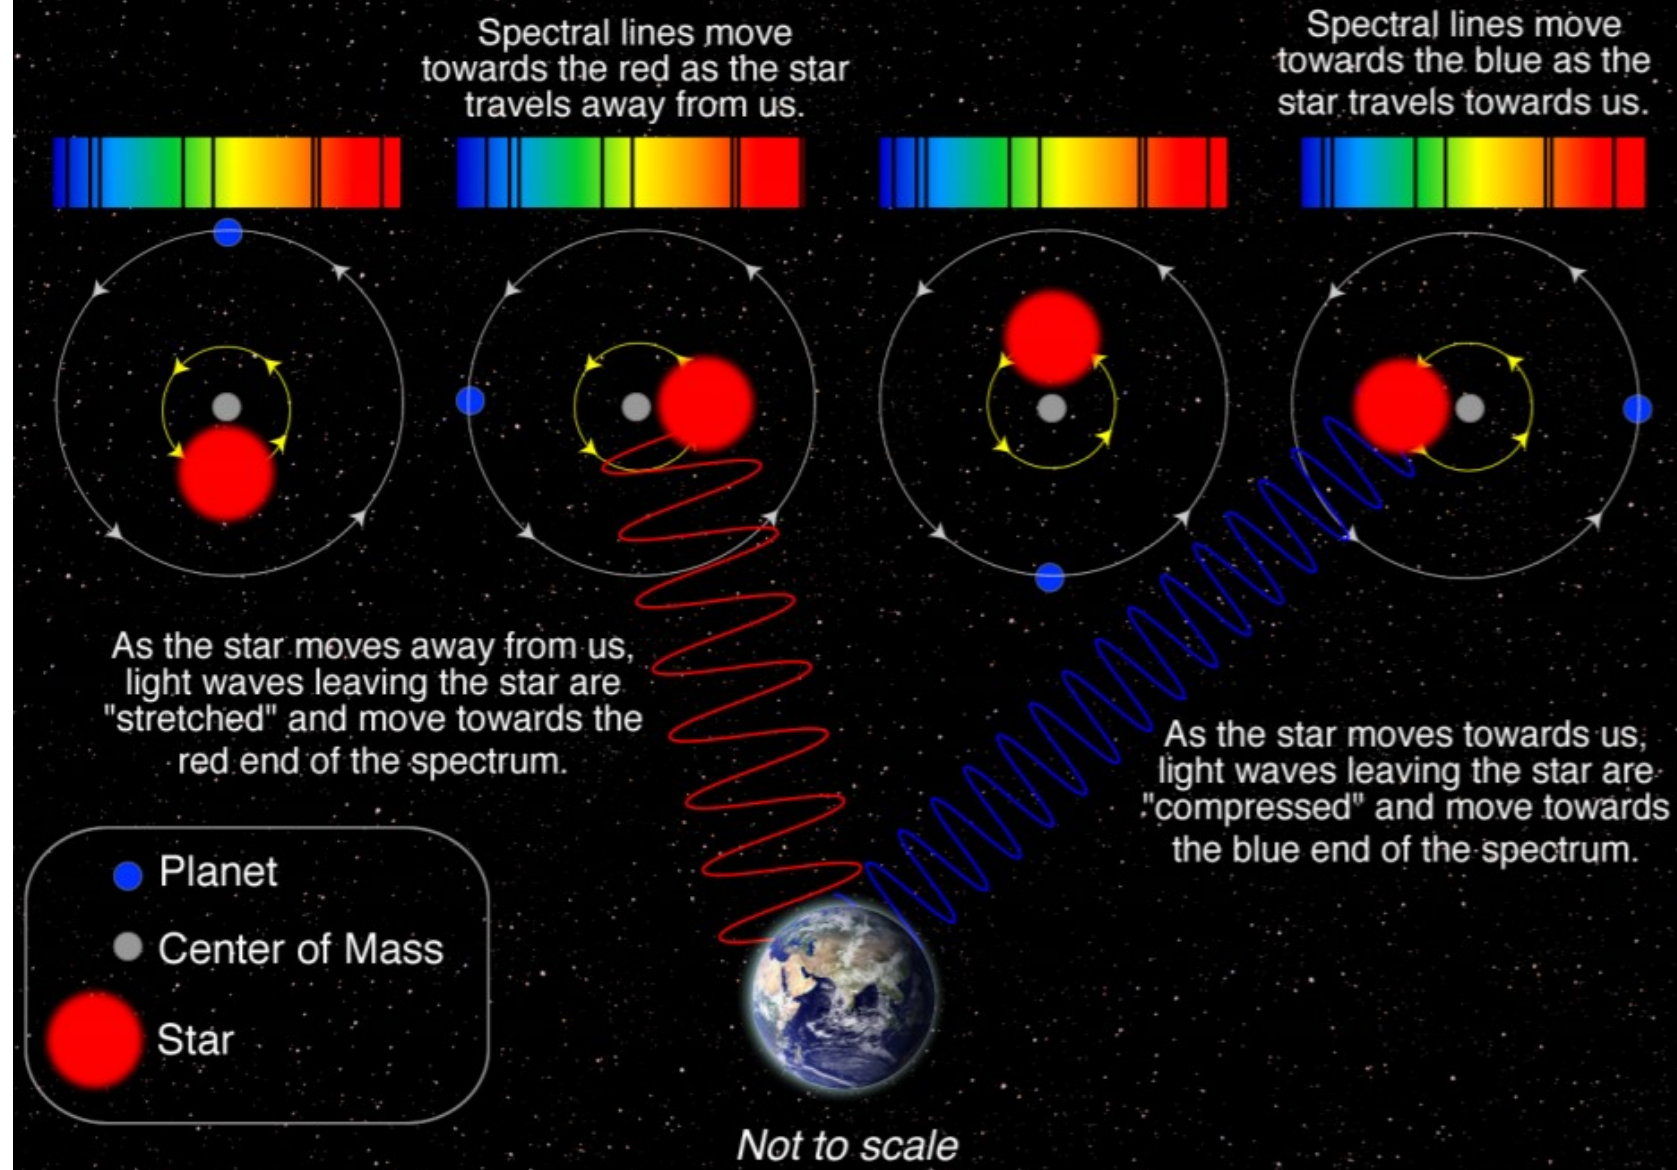 Spectral lines move
towards the red as the star
travels away from us.
Spectral lines move
towards the blue as the
star travels towards us.
As the star moves away from us,
light waves leaving the star are
"stretched" and move towards the
red end of the spectrum.
As the star moves towards us,
light waves leaving the star are
"compressed" and move towards
the blue end of the spectrum.
Planet
Center of Mass
Star
Not to scale